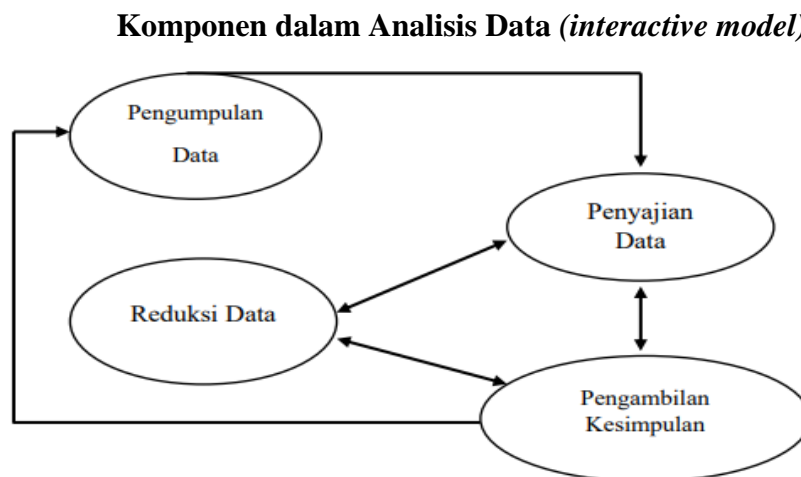 Komponen dalam Analisis Data (interactive model)
Pengumpulan
Data
Penyajian
Data
Reduksi Data
Pengambilan
Kesimpulan